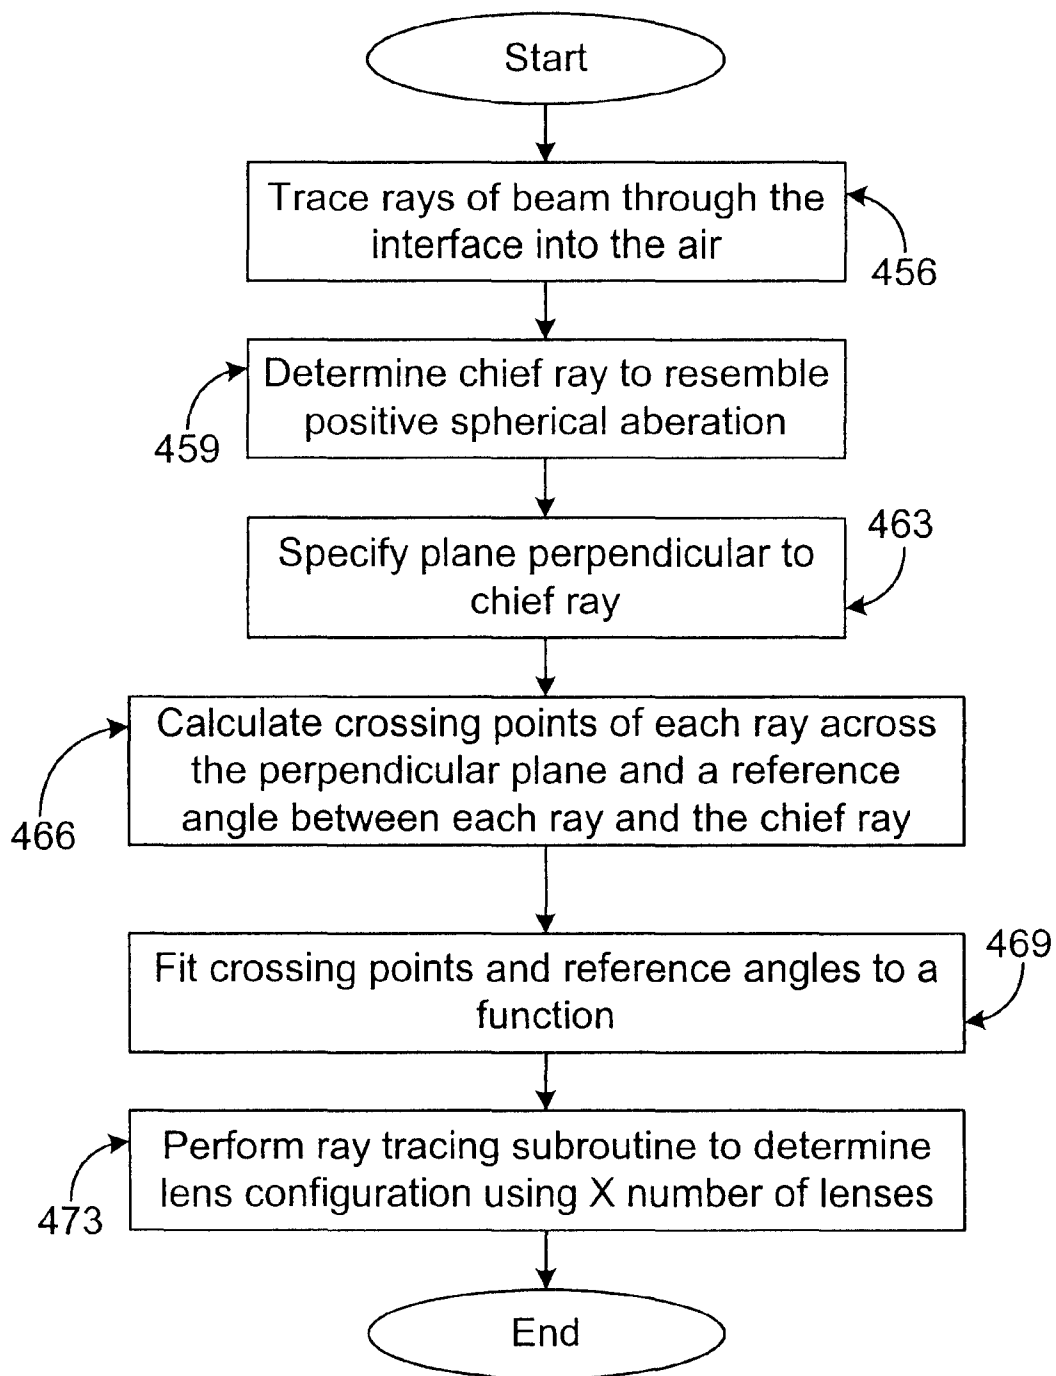 Start
Trace rays of beam through the
interface into the air
456
Determine chief ray to resemble
positive spherical aberation
459
463
Specify plane perpendicular to
chief ray
Calculate crossing points of each ray across
the perpendicular plane and a reference
angle between each ray and the chief ray
466
469
Fit crossing points and reference angles to a
function
Perform ray tracing subroutine to determine
lens configuration using X number of lenses
473
End